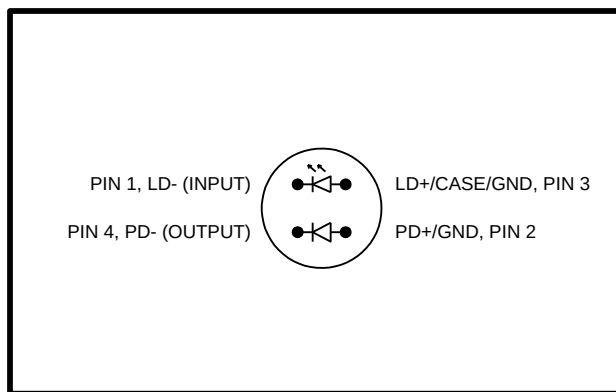 PIN 1, LD- (INPUT) LD+/CASE/GND, PIN 3
PIN 4, PD- (OUTPUT) PD+/GND, PIN 2